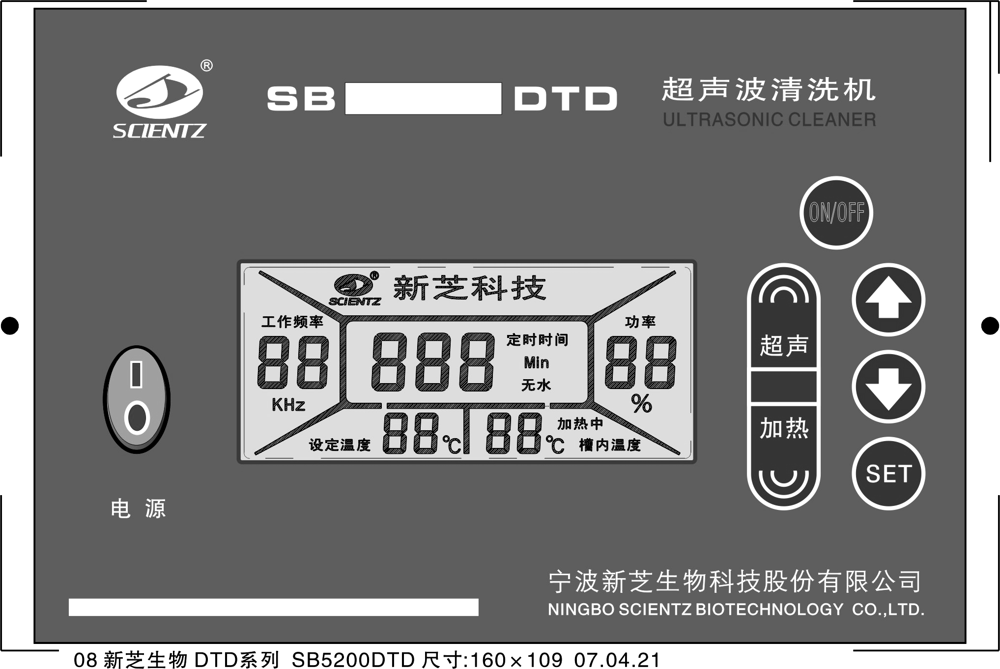 ®
SCIENTZ
SB DTD
超声波清洗机
ULTRASONIC CLEANER
ON/OFF
®
SCIENTZ
新芝科技
工作频率
88
KHz
888
定时时间
Min
无水
功率
88
%
设定温度 88℃
88℃
加热中
槽内温度
超声
加热
SET
电 源
宁波新芝生物科技股份有限公司
NINGBO SCIENTZ BIOTECHNOLOGY CO.,LTD.
08 新芝生物 DTD系列 SB5200DTD 尺寸:160×109 07.04.21